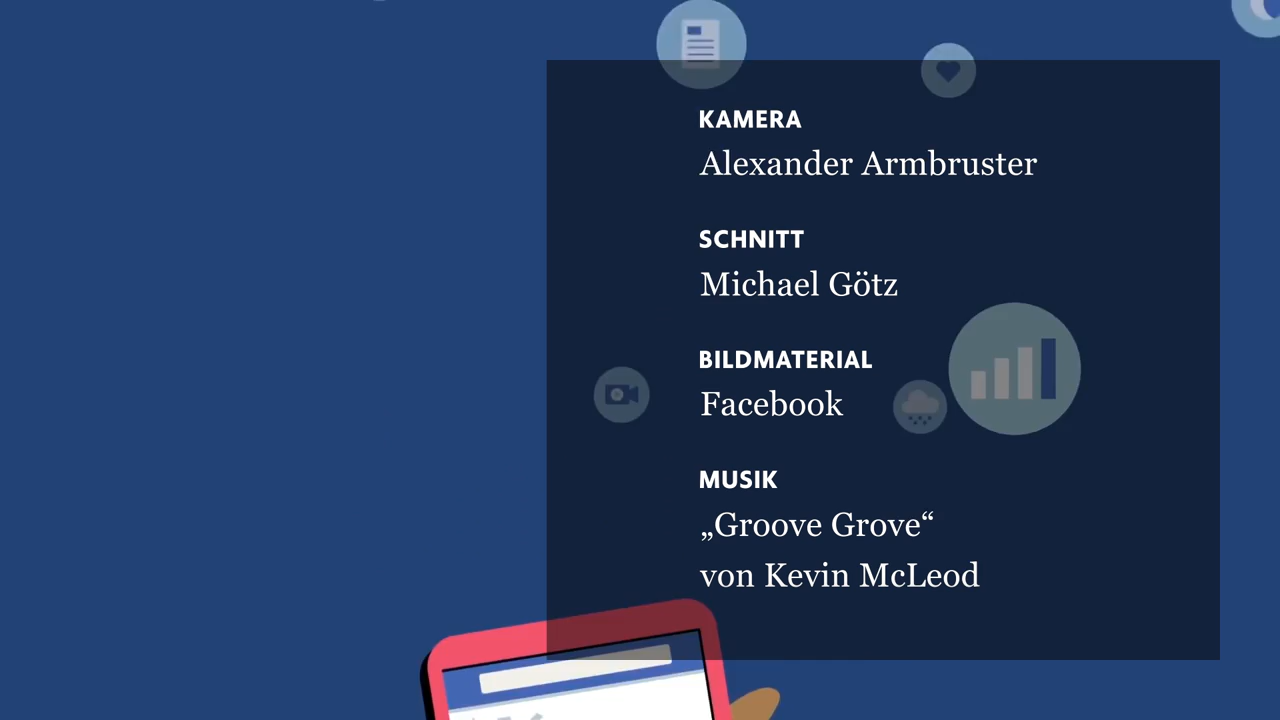 KAMERA
Alexander Armbruster
SCHNITT
Michael Götz
BILDMATERIAL
Facebook
MUSIK
„Groove Grove“
von Kevin McLeod